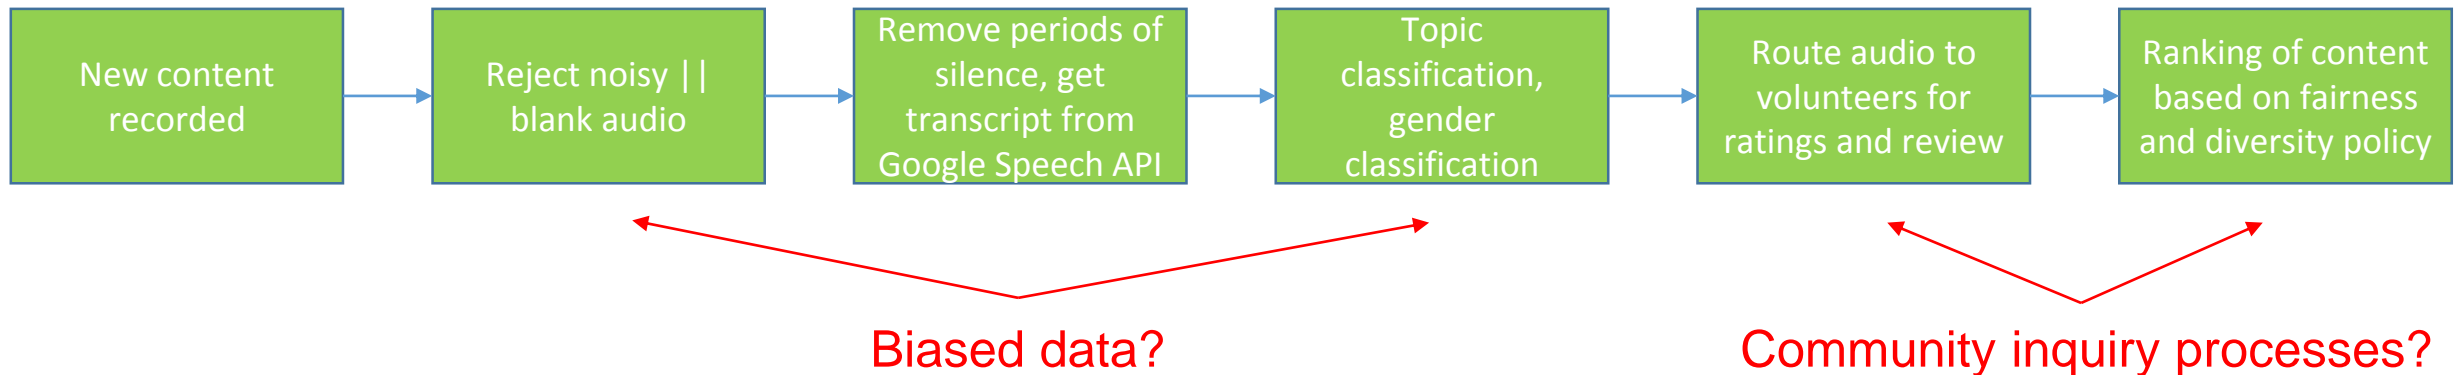 New content
recorded
Reject noisy ||
blank audio
Remove periods of
silence, get
transcript from
Google Speech API
Topic
classification,
gender
classification
Route audio to
volunteers for
ratings and review
Ranking of content
based on fairness
and diversity policy
Biased data?
Community inquiry processes?